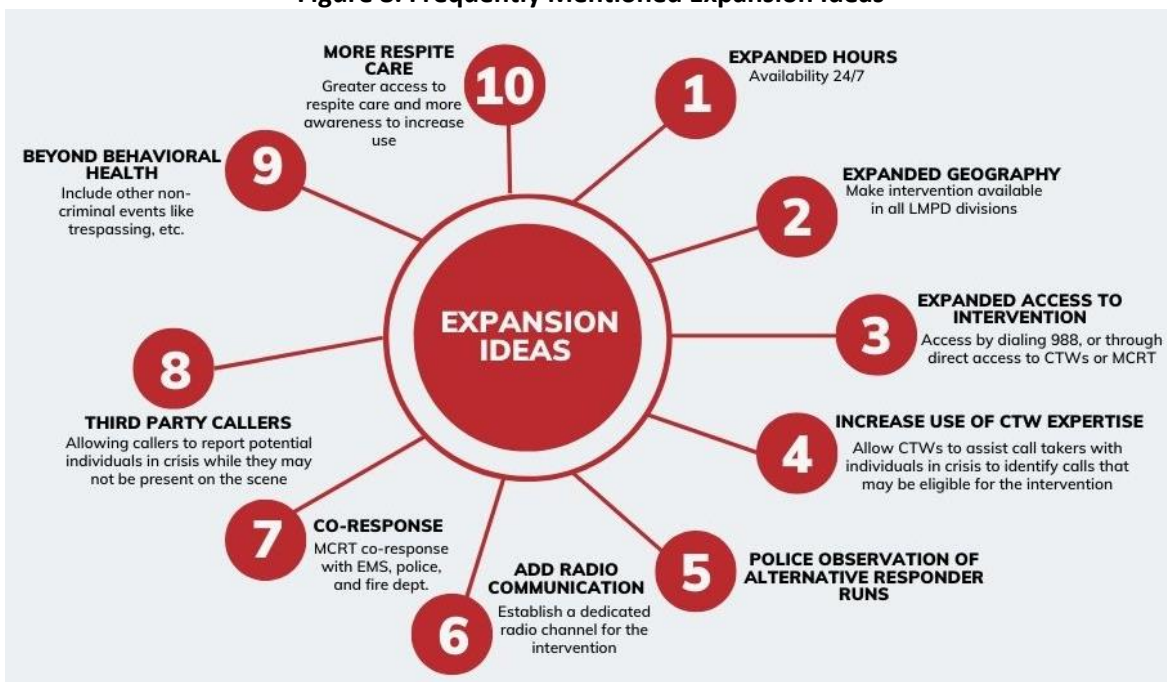 EXPANSION
IDEAS
1
EXPANDED HOURS
Availability 24/7
2
EXPANDED GEOGRAPHY
Make intervention available
in all LMPD divisions
3
EXPANDED ACCESS TO
INTERVENTION
Access by dialing 988, or through
direct access to CTWs or MCRT
4
INCREASE USE OF CTW EXPERTISE
Allow CTWs to assist call takers with
individuals in crisis to identify calls that
may be eligible for the intervention
5
POLICE OBSERVATION OF
ALTERNATIVE RESPONDER
RUNS
6
ADD RADIO
COMMUNICATION
Establish a dedicated
radio channel for the
intervention
7
CO-RESPONSE
MCRT co-response
with EMS, police,
and fire dept.
8
THIRD PARTY CALLERS
Allowing callers to report potential
individuals in crisis while they may
not be present on the scene
9
BEYOND BEHAVIORAL
HEALTH
Include other non-
criminal events like
trespassing, etc.
10
MORE RESPITE
CARE
Greater access to
respite care and more
awareness to increase
use